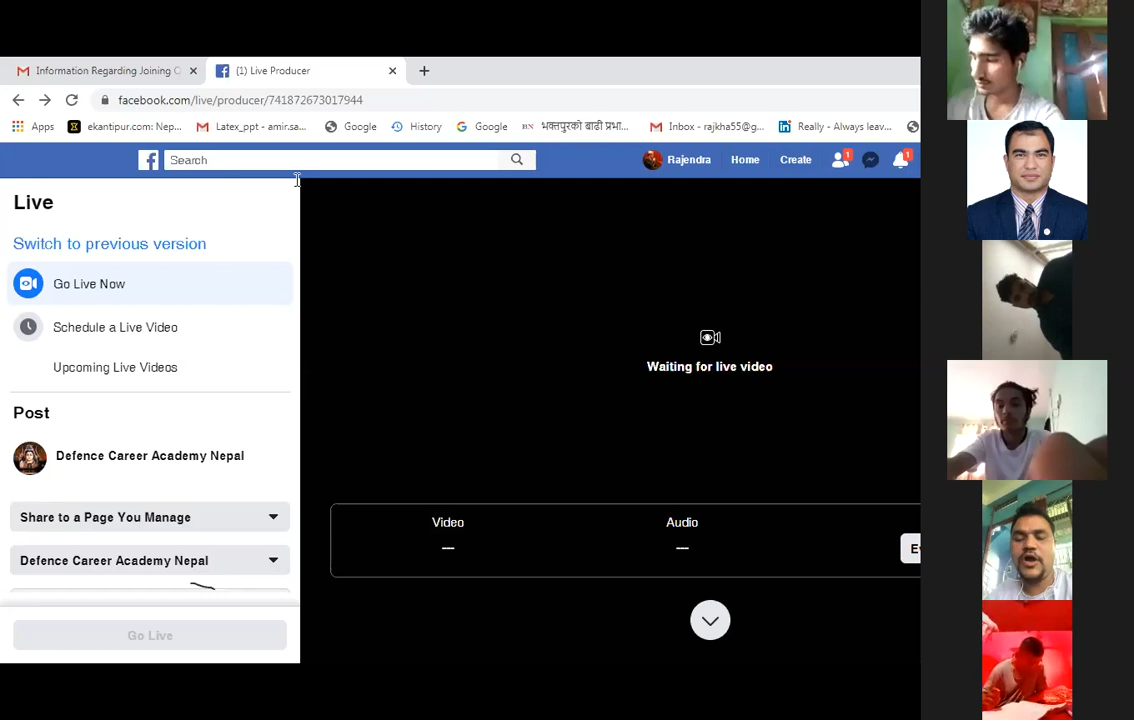 Information Regarding Joining
(1) Live Producer
facebook.com/live/producer/741872673017944
Apps ekantipur.com: Nep... Latex_ppt - amir.sa... Google History Google भक्तपुरको बाढी प्रभा... Inbox - rajkha55@g... Really - Always leav...
Search Rajendra Home Create 1 1
Live
Switch to previous version
Go Live Now
Schedule a Live Video
Upcoming Live Videos
Waiting for live video
Post
Defence Career Academy Nepal
Share to a Page You Manage
Defence Career Academy Nepal
Video Audio
--- ---
Go Live